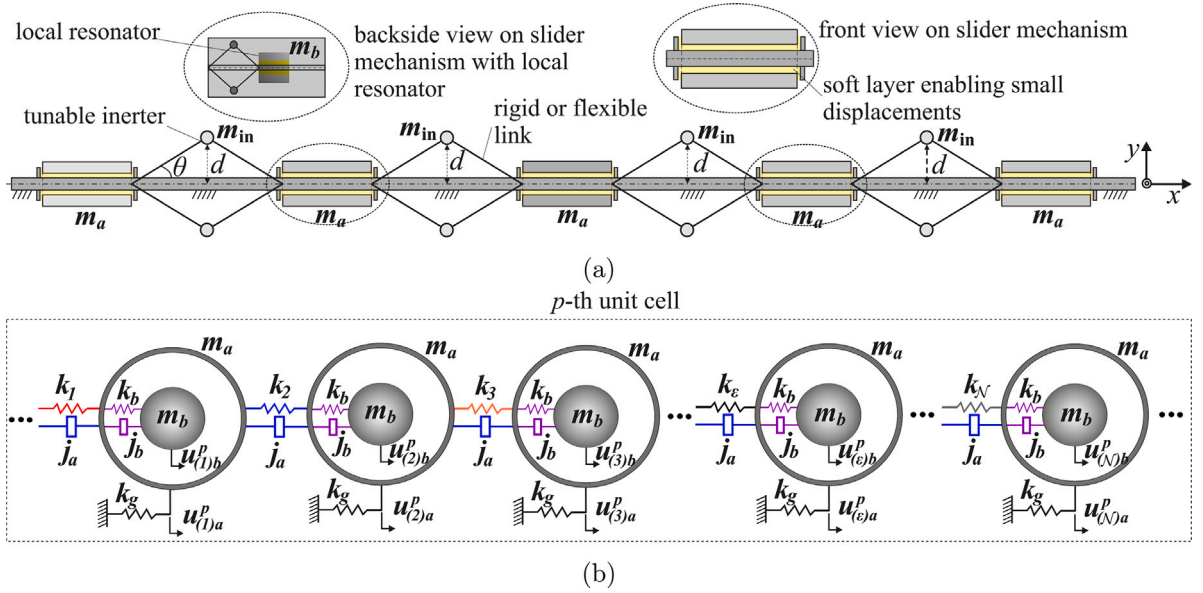 local resonator
m_b
backside view on slider
mechanism with local
resonator
front view on slider mechanism
soft layer enabling small
displacements
tunable inerter
rigid or flexible
link
m_in m_in m_in m_in
θ d d d d
m_a m_a m_a m_a m_a
y
x
(a)
p-th unit cell
m_a m_a m_a m_a m_a
k_1 k_b k_2 k_b k_3 k_b k_ε k_b k_N k_b
... m_b m_b m_b ... m_b ... m_b ...
j_a j_b j_a j_b j_a j_b j_a j_b j_a j_b
u^p_(1)b u^p_(2)b u^p_(3)b u^p_(ε)b u^p_(N)b
k_g k_g k_g k_g k_g
u^p_(1)a u^p_(2)a u^p_(3)a u^p_(ε)a u^p_(N)a
(b)